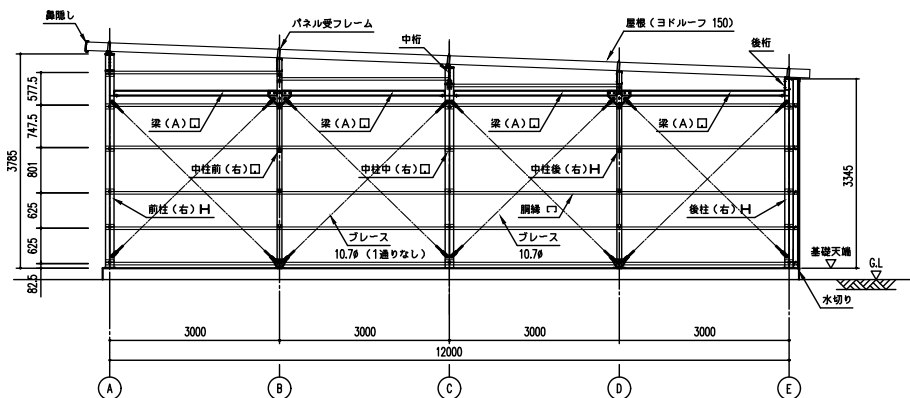 鼻隠し
パネル受フレーム
中桁
屋根(ヨドルーフ 150)
後桁
577.5
747.5
801
625
625
82.5
3785
3345
梁(A)
梁(A)
梁(A)
梁(A)
中柱前(右)
中柱中(右)
中柱後(右)H
前柱(右)H
胴縁
後柱(右)H
ブレース
10.7φ (1通りなし)
ブレース
10.7φ
基礎天端
G.L
水切り
3000
3000
3000
3000
12000
A
B
C
D
E